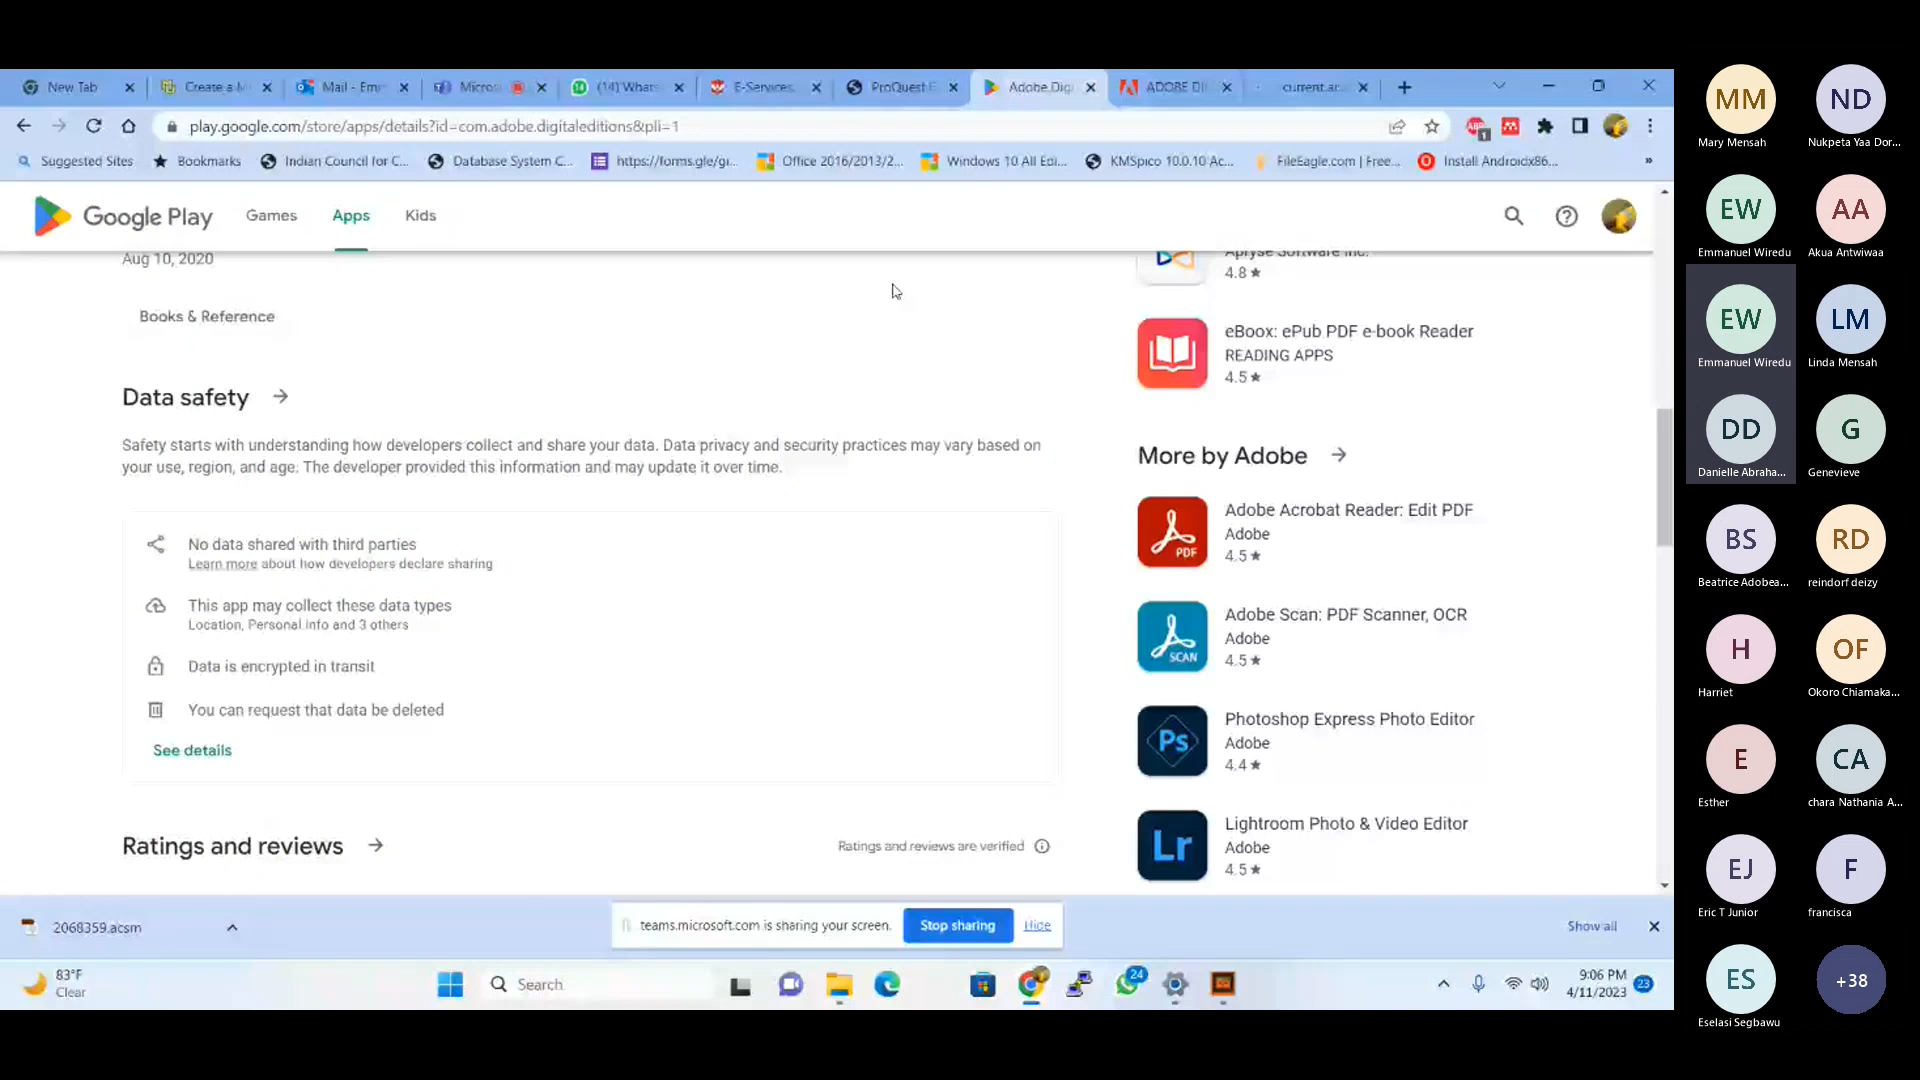 New Tab
Create a M
Mail - Em
Micros
(14) Whats
E-Services
ProQuest E
Adobe Digi
ADOBE DI
current.ac
play.google.com/store/apps/details?id=com.adobe.digitaleditions&pli=1
Suggested Sites
Bookmarks
Indian Council for C...
Database System C...
https://forms.gle/gr...
Office 2016/2013/2...
Windows 10 All Edi...
KMSpico 10.0.10 Ac...
FileEagle.com | Free...
Install Androidx86...
»
Google Play
Games
Apps
Kids
Aug 10, 2020
Books & Reference
Data safety
Safety starts with understanding how developers collect and share your data. Data privacy and security practices may vary based on
your use, region, and age. The developer provided this information and may update it over time.
No data shared with third parties
Learn more about how developers declare sharing
This app may collect these data types
Location, Personal info and 3 others
Data is encrypted in transit
You can request that data be deleted
See details
Ratings and reviews
Ratings and reviews are verified
Apryse Software Inc.
4.8 ★
eBoox: ePub PDF e-book Reader
READING APPS
4.5 ★
More by Adobe
PDF
Adobe Acrobat Reader: Edit PDF
Adobe
4.5 ★
SCAN
Adobe Scan: PDF Scanner, OCR
Adobe
4.5 ★
Ps
Photoshop Express Photo Editor
Adobe
4.4 ★
Lr
Lightroom Photo & Video Editor
Adobe
4.5 ★
2068359.acsm
teams.microsoft.com is sharing your screen.
Stop sharing
Hide
Show all
83°F
Clear
Search
24
9:06 PM
4/11/2023
23
MM
Mary Mensah
ND
Nukpeta Yaa Dor...
EW
Emmanuel Wiredu
AA
Akua Antwiwaa
EW
Emmanuel Wiredu
LM
Linda Mensah
DD
Danielle Abraha...
G
Genevieve
BS
Beatrice Adobea...
RD
reindorf deizy
H
Harriet
OF
Okoro Chiamaka...
E
Esther
CA
chara Nathania A...
EJ
Eric T Junior
F
francisca
ES
Eselasi Segbawu
+38